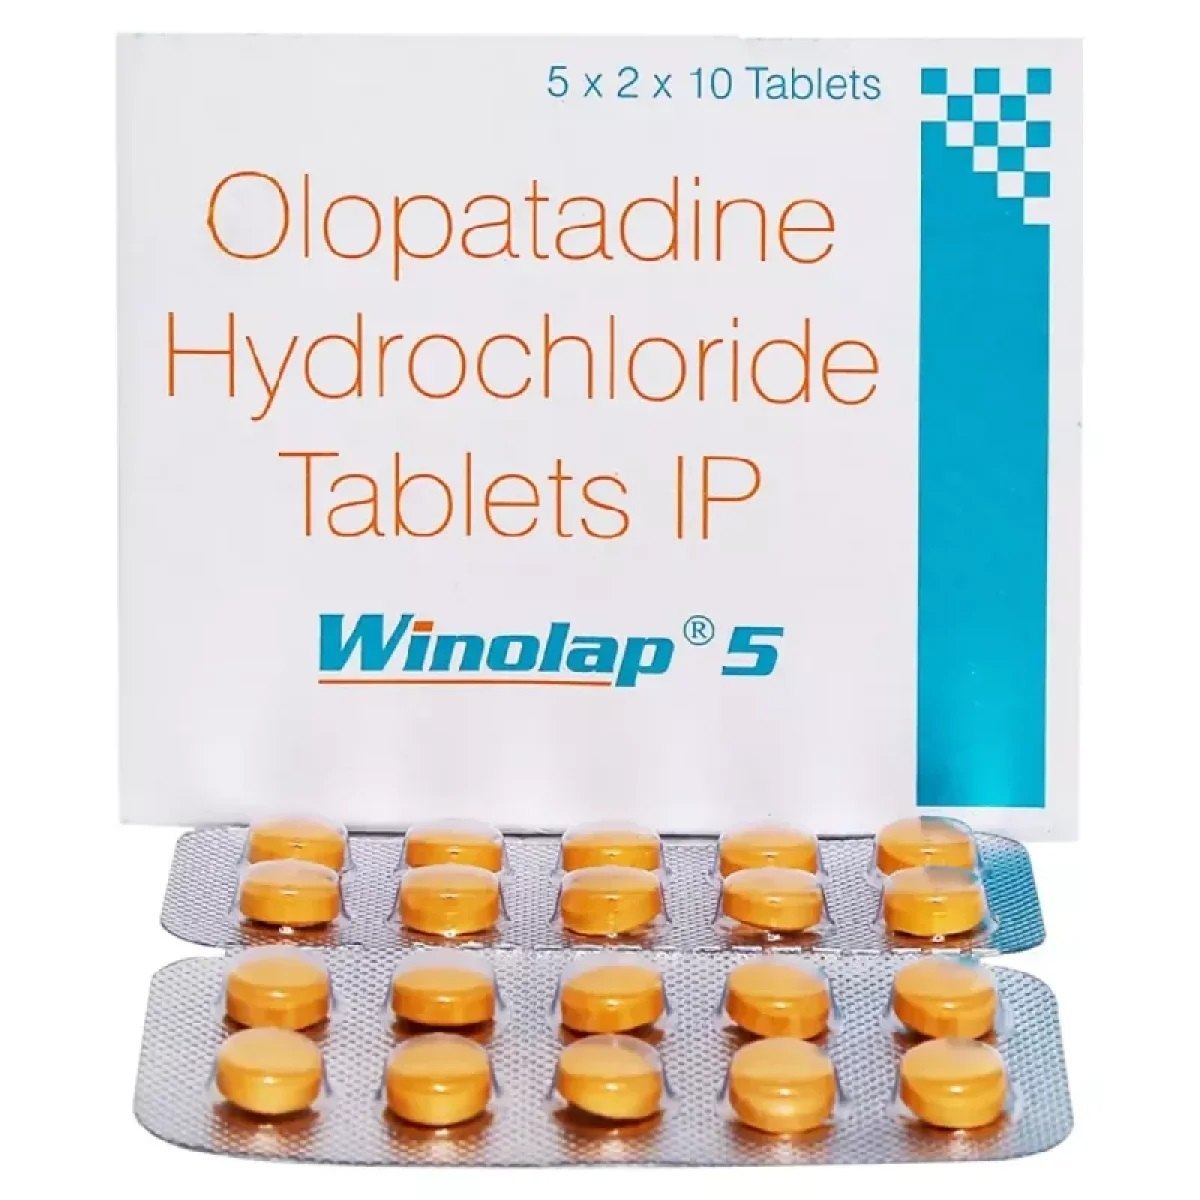 5 x 2 x 10 Tablets
Olopatadine
Hydrochloride
Tablets IP
Winolap® 5